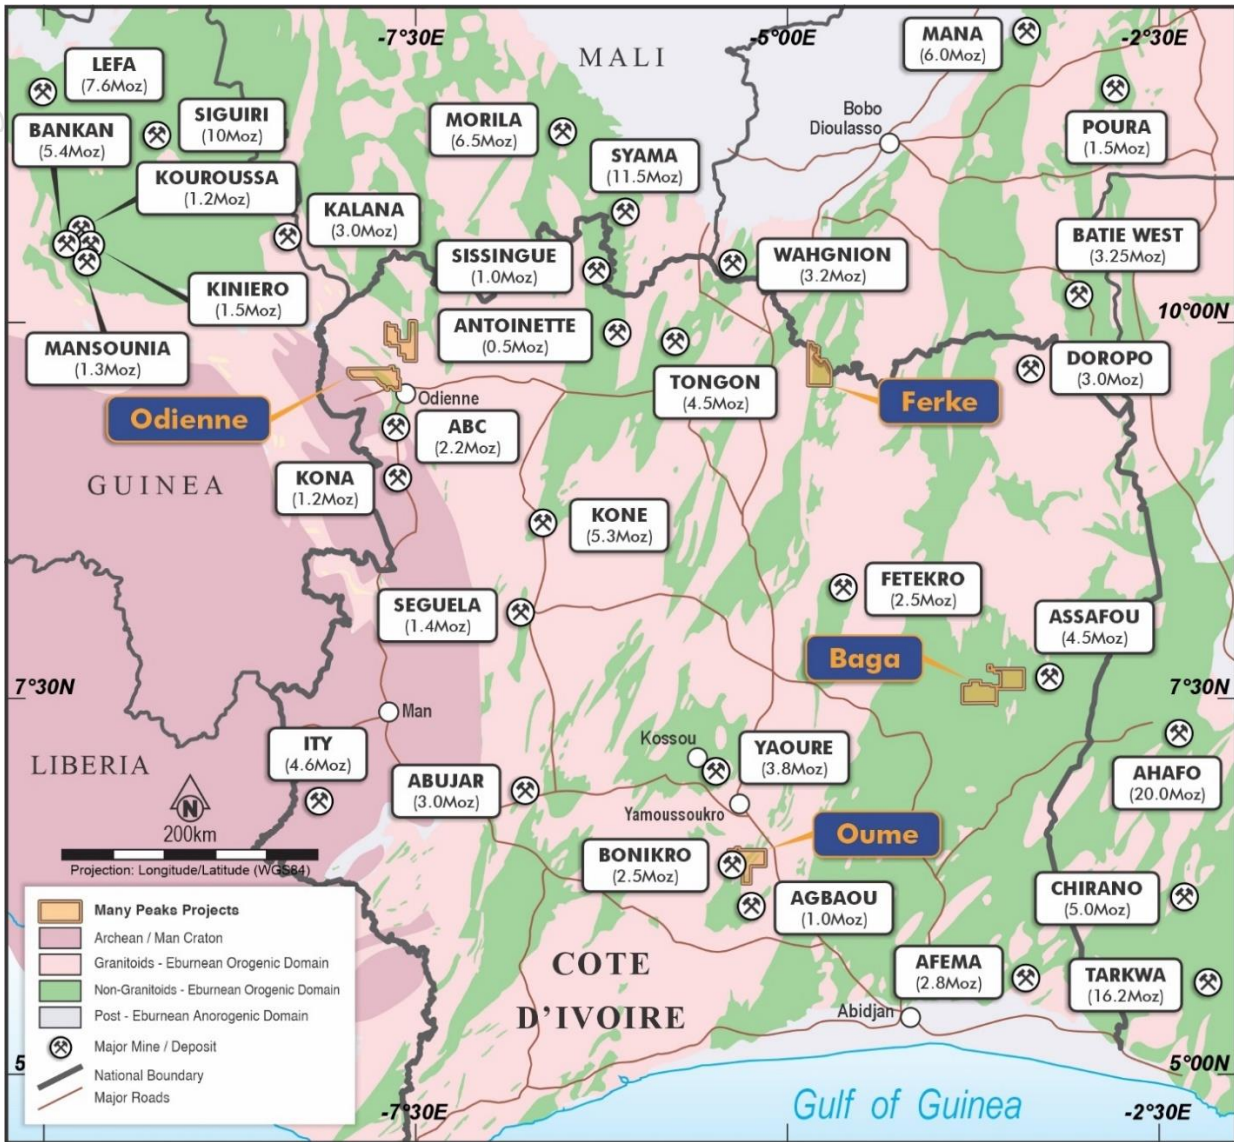 -7°30E
-5°00E
-2°30E
MALI
MANA
(6.0Moz)
LEFA
(7.6Moz)
SIGUIRI
(10Moz)
BANKAN
(5.4Moz)
MORILA
(6.5Moz)
Bobo
Dioulasso
POURA
(1.5Moz)
SYAMA
(11.5Moz)
KOUROUSSA
(1.2Moz)
KALANA
(3.0Moz)
SISSINGUE
(1.0Moz)
WAHGNION
(3.2Moz)
BATIE WEST
(3.25Moz)
KINIERO
(1.5Moz)
10°00N
MANSOUNIA
(1.3Moz)
ANTOINETTE
(0.5Moz)
TONGON
(4.5Moz)
DOROPO
(3.0Moz)
Odienne
Odienne
Ferke
ABC
(2.2Moz)
GUINEA
KONA
(1.2Moz)
KONE
(5.3Moz)
FETEKRO
(2.5Moz)
SEGUELA
(1.4Moz)
ASSAFOU
(4.5Moz)
Baga
7°30N
7°30N
Man
LIBERIA
ITY
(4.6Moz)
Kossou
YAOURE
(3.8Moz)
AHAFO
(20.0Moz)
ABUJAR
(3.0Moz)
Yamoussoukro
N
200km
Projection: Longitude/Latitude (WGS84)
Oume
BONIKRO
(2.5Moz)
AGBAOU
(1.0Moz)
CHIRANO
(5.0Moz)
COTE
D'IVOIRE
AFEMA
(2.8Moz)
TARKWA
(16.2Moz)
Abidjan
Many Peaks Projects
Archean / Man Craton
Granitoids - Eburnean Orogenic Domain
Non-Granitoids - Eburnean Orogenic Domain
Post - Eburnean Anorogenic Domain
Major Mine / Deposit
National Boundary
Major Roads
5
5°00N
Gulf of Guinea
-7°30E
-2°30E